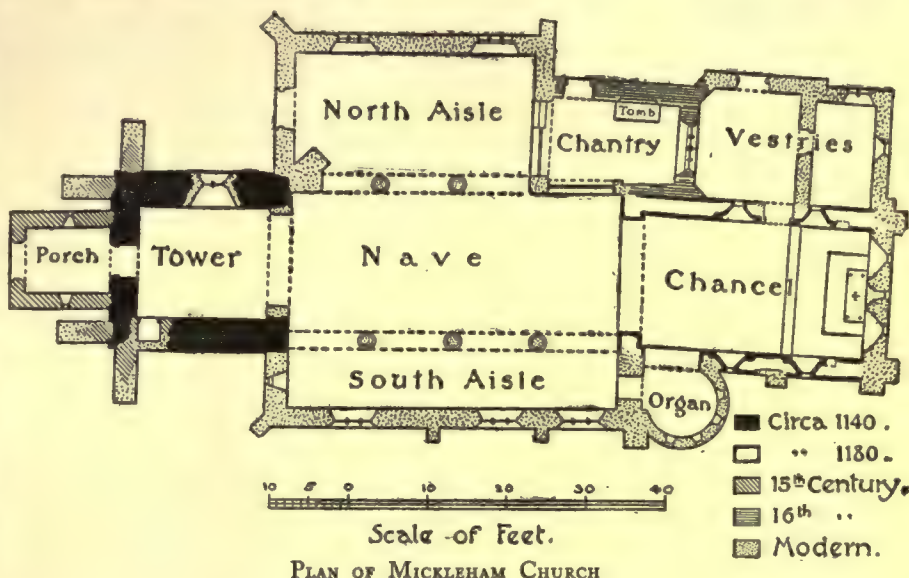 North Aisle
Tomb
Chantry
Vestries
Porch
Tower
Nave
Chancel
South Aisle
Organ
Circa 1140.
" 1180.
15th Century.
16th "
Modern.
10 5 0 10 20 30 40
Scale of Feet.
PLAN OF MICKLEHAM CHURCH